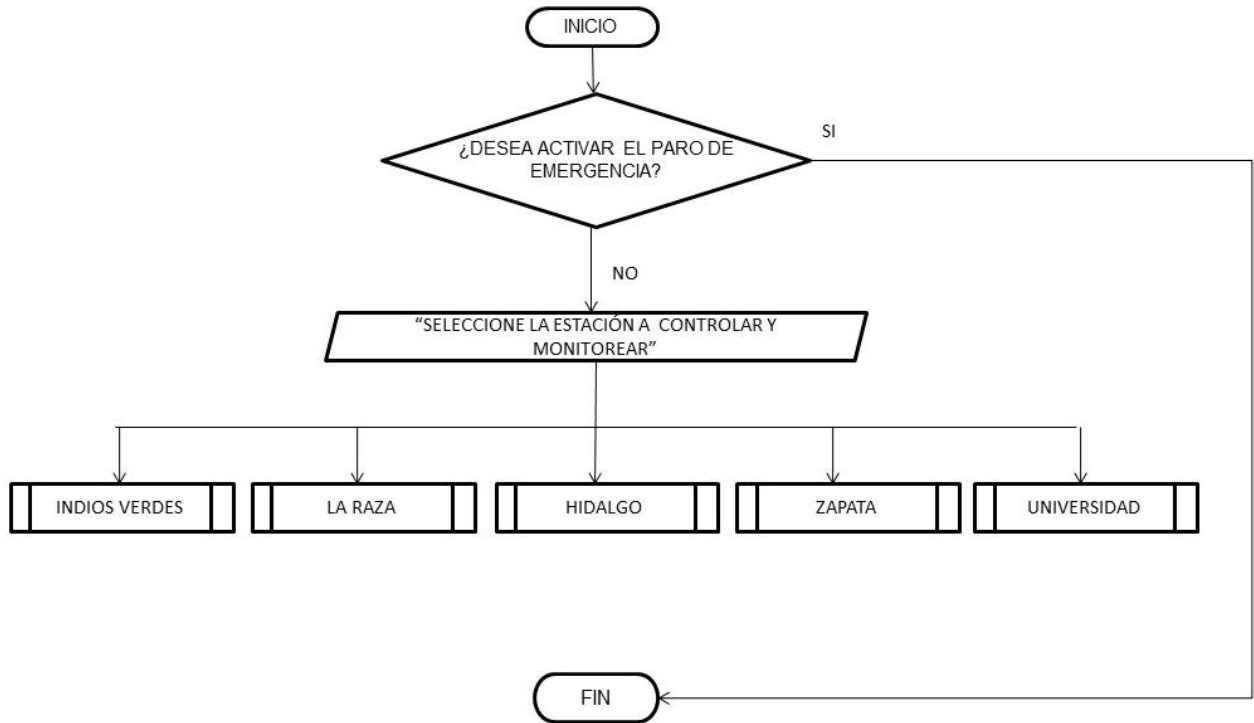 INICIO
¿DESEA ACTIVAR EL PARO DE
EMERGENCIA?
SI
NO
“SELECCIONE LA ESTACIÓN A CONTROLAR Y
MONITOREAR”
INDIOS VERDES
LA RAZA
HIDALGO
ZAPATA
UNIVERSIDAD
FIN